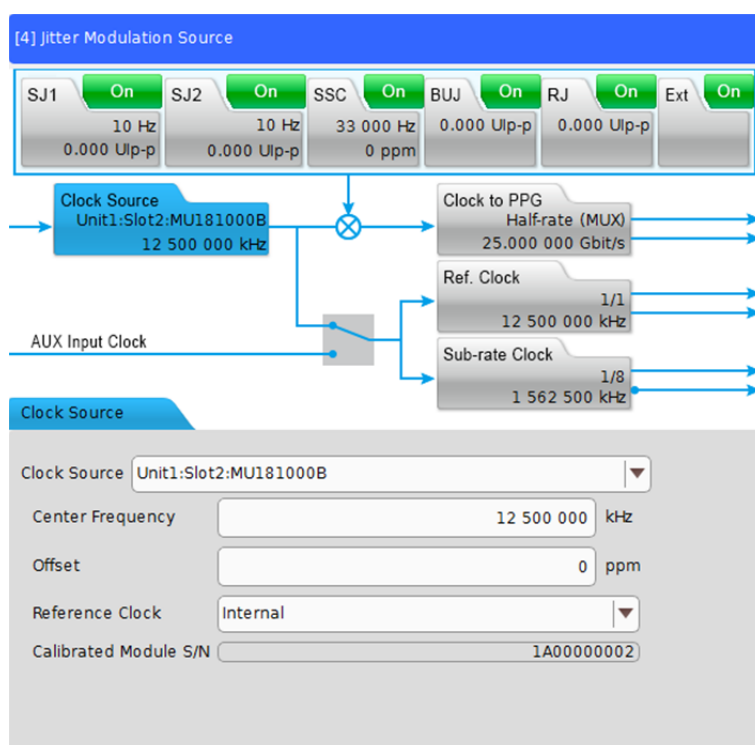 [4] Jitter Modulation Source
SJ1 On SJ2 On SSC On BUJ On RJ On Ext On
10 Hz 10 Hz 33 000 Hz 0.000 UIp-p 0.000 UIp-p
0.000 UIp-p 0.000 UIp-p 0 ppm
Clock Source
Unit1:Slot2:MU181000B
12 500 000 kHz
Clock to PPG
Half-rate (MUX)
25.000 000 Gbit/s
Ref. Clock
1/1
12 500 000 kHz
AUX Input Clock
Sub-rate Clock
1/8
1 562 500 kHz
Clock Source
Clock Source Unit1:Slot2:MU181000B
Center Frequency 12 500 000 kHz
Offset 0 ppm
Reference Clock Internal
Calibrated Module S/N 1A00000002